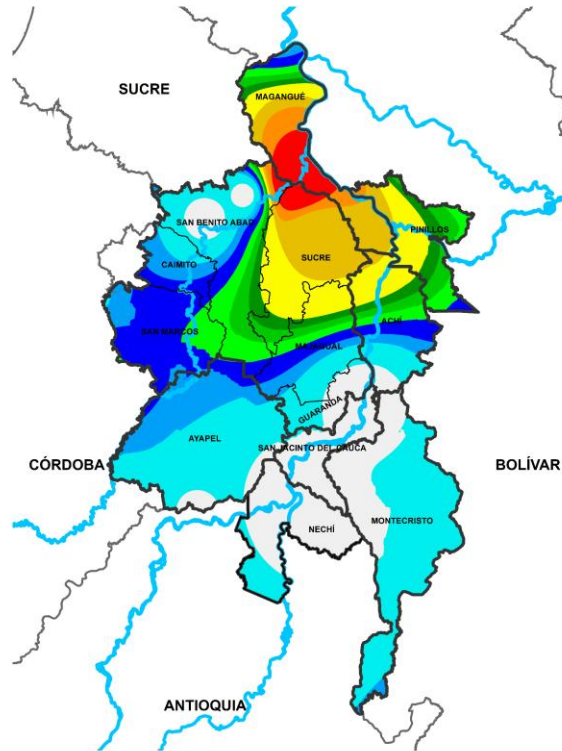 SUCRE
MAGANGUÉ
SAN BENITO ABAD
PINILLOS
SUCRE
CAIMITO
SAN MARCOS
ACHÍ
MAJAGUAL
GUARANDA
AYAPEL
SAN JACINTO DEL CAUCA
CÓRDOBA
BOLÍVAR
MONTECRISTO
NECHÍ
ANTIOQUIA